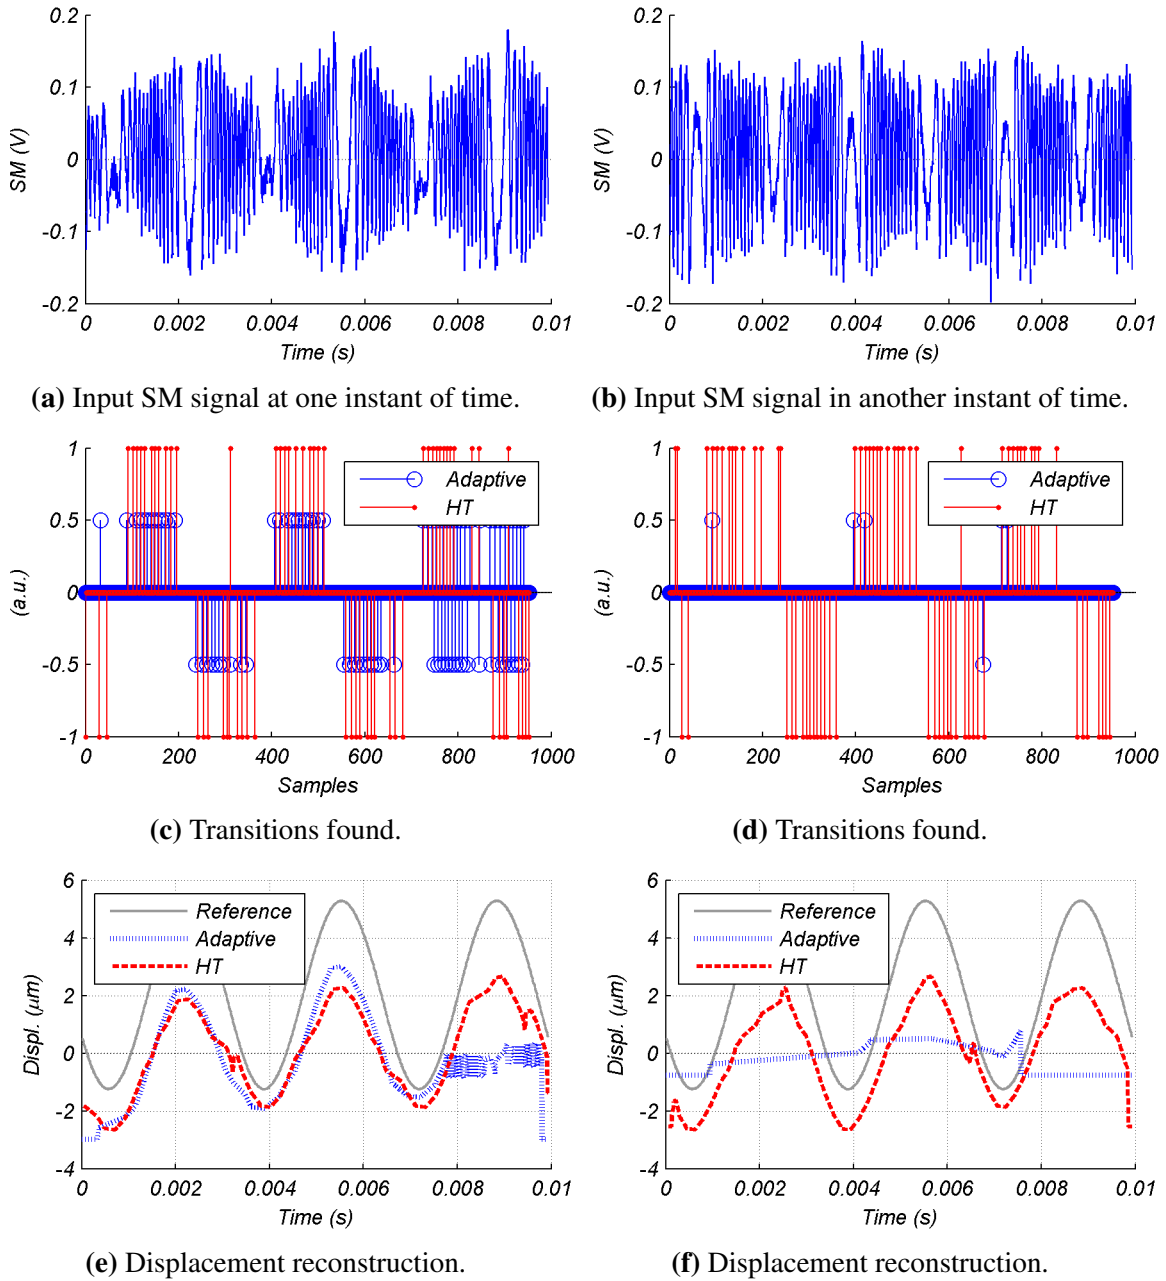 0.2
0.1
0
-0.1
-0.2
SM (V)
0 0.002 0.004 0.006 0.008 0.01
Time (s)
(a) Input SM signal at one instant of time.
0.2
0.1
0
-0.1
-0.2
SM (V)
0 0.002 0.004 0.006 0.008 0.01
Time (s)
(b) Input SM signal in another instant of time.
1
0.5
0
-0.5
-1
(a.u.)
Adaptive
HT
0 200 400 600 800 1000
Samples
(c) Transitions found.
1
0.5
0
-0.5
-1
(a.u.)
Adaptive
HT
0 200 400 600 800 1000
Samples
(d) Transitions found.
6
4
2
0
-2
-4
Displ. (μm)
Reference
Adaptive
HT
0 0.002 0.004 0.006 0.008 0.01
Time (s)
(e) Displacement reconstruction.
6
4
2
0
-2
-4
Displ. (μm)
Reference
Adaptive
HT
0 0.002 0.004 0.006 0.008 0.01
Time (s)
(f) Displacement reconstruction.